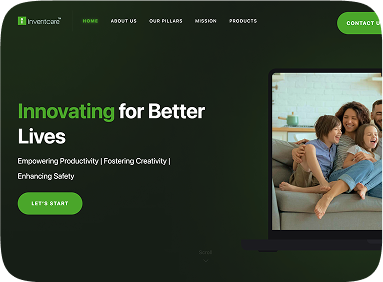 inventcare™
HOME ABOUT US OUR PILLARS MISSION PRODUCTS
CONTACT U
Innovating for Better
Lives
Empowering Productivity | Fostering Creativity |
Enhancing Safety
LET'S START